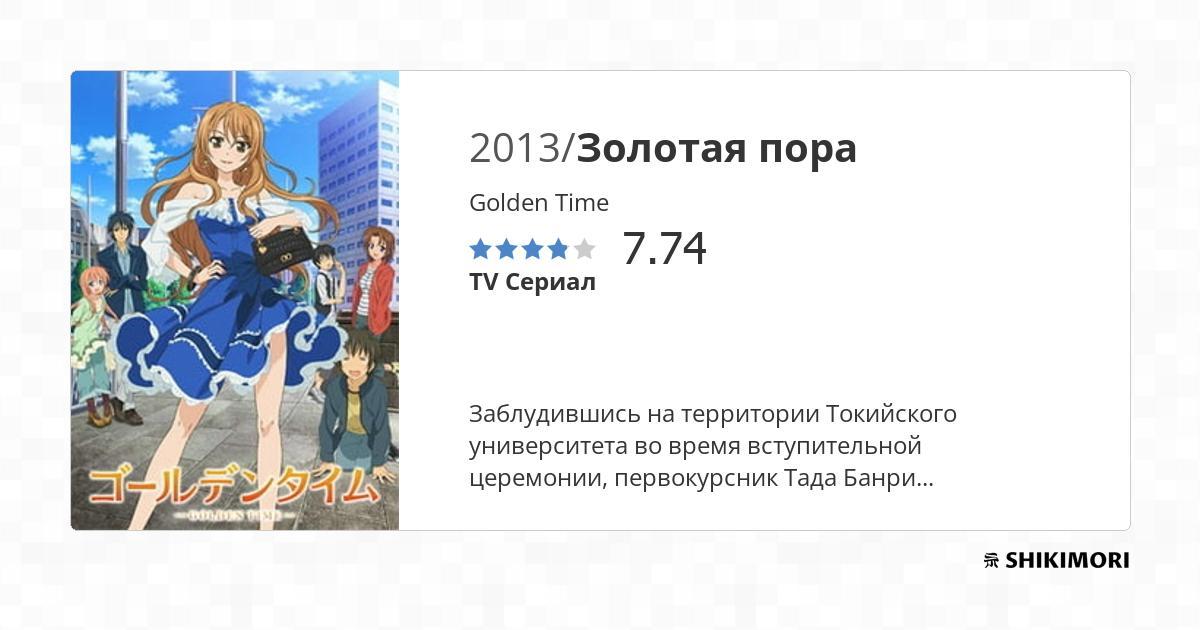 2013/Золотая пора
Golden Time
7.74
TV Сериал
Заблудившись на территории Токийского
университета во время вступительной
церемонии, первокурсник Тада Банри...
ゴールデンタイム
—GOLDEN TIME—
SHIKIMORI